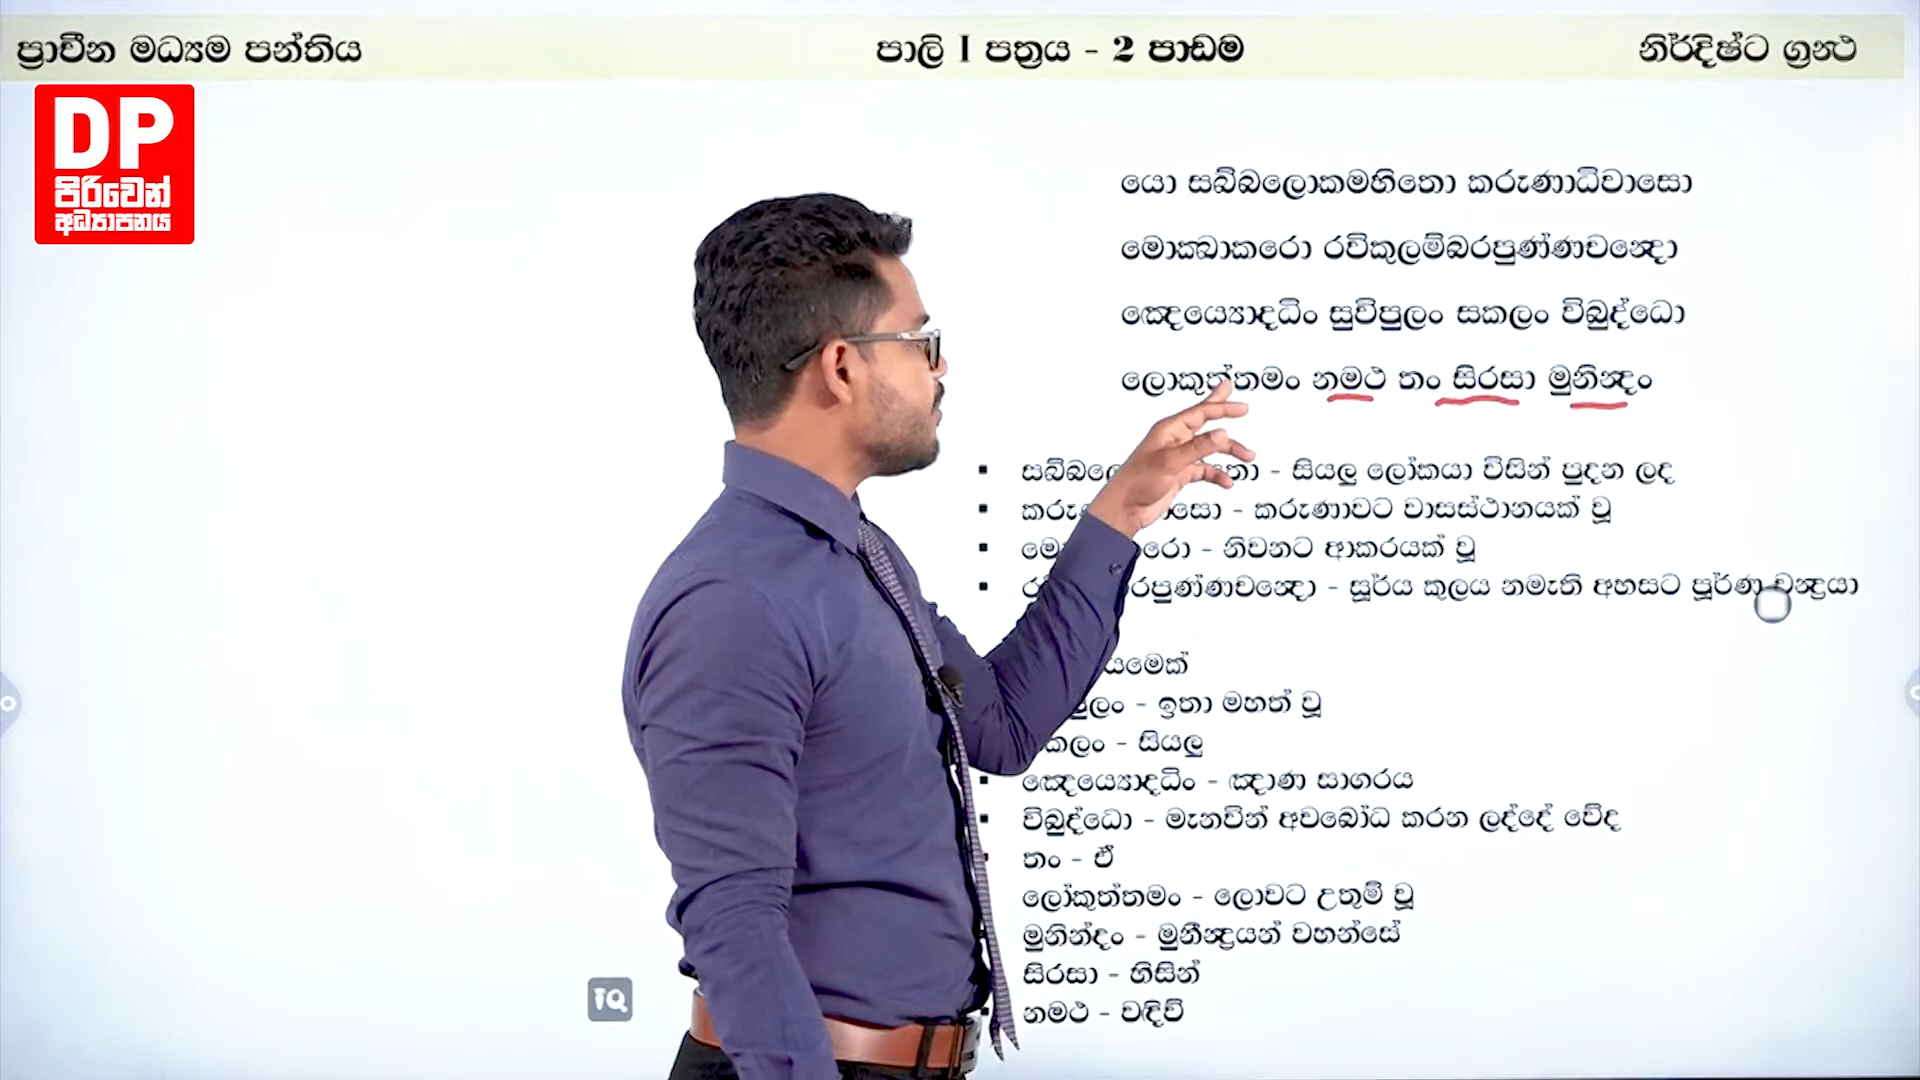 ප්‍රාචීන මධ්‍යම පන්තිය
පාලි I පත්‍රය - 2 පාඩම
නිර්දිෂ්ට ග්‍රන්ථ
DP
පිරිවෙන්
අධ්‍යාපනය
යො සබ්බලොකමහිතො කරුණාධිවාසො
මොක්ඛාකරො රවිකුලම්බරපුණ්ණචන්දො
ඤෙය්‍යොදධිං සුවිපුලං සකලං විබුද්ධො
ලොකුත්තමං නමථ තං සිරසා මුනින්දං
- සියලු ලෝකයා විසින් පුදන ලද
- කරුණාවට වාසස්ථානයක් වූ
- නිවනට ආකරයක් වූ
- සූර්ය කුලය නමැති අහසට පූර්ණ චන්ද්‍රයා
යමෙක්
- ඉතා මහත් වූ
- සියලු
ඤෙය්‍යොදධිං - ඤාණ සාගරය
විබුද්ධො - මැනවින් අවබෝධ කරන ලද්දේ වේද
තං - ඒ
ලෝකුත්තමං - ලොවට උතුම් වූ
මුනින්දං - මුනීන්ද්‍රයන් වහන්සේ
සිරසා - හිසින්
නමථ - වඳිව්
IQ